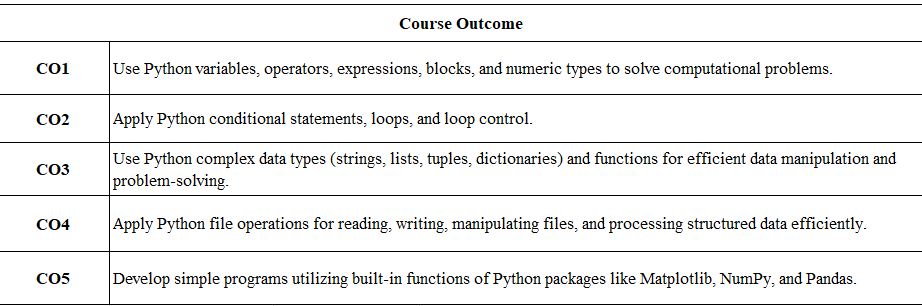 Course Outcome
CO1 Use Python variables, operators, expressions, blocks, and numeric types to solve computational problems.
CO2 Apply Python conditional statements, loops, and loop control.
CO3 Use Python complex data types (strings, lists, tuples, dictionaries) and functions for efficient data manipulation and
problem-solving.
CO4 Apply Python file operations for reading, writing, manipulating files, and processing structured data efficiently.
CO5 Develop simple programs utilizing built-in functions of Python packages like Matplotlib, NumPy, and Pandas.